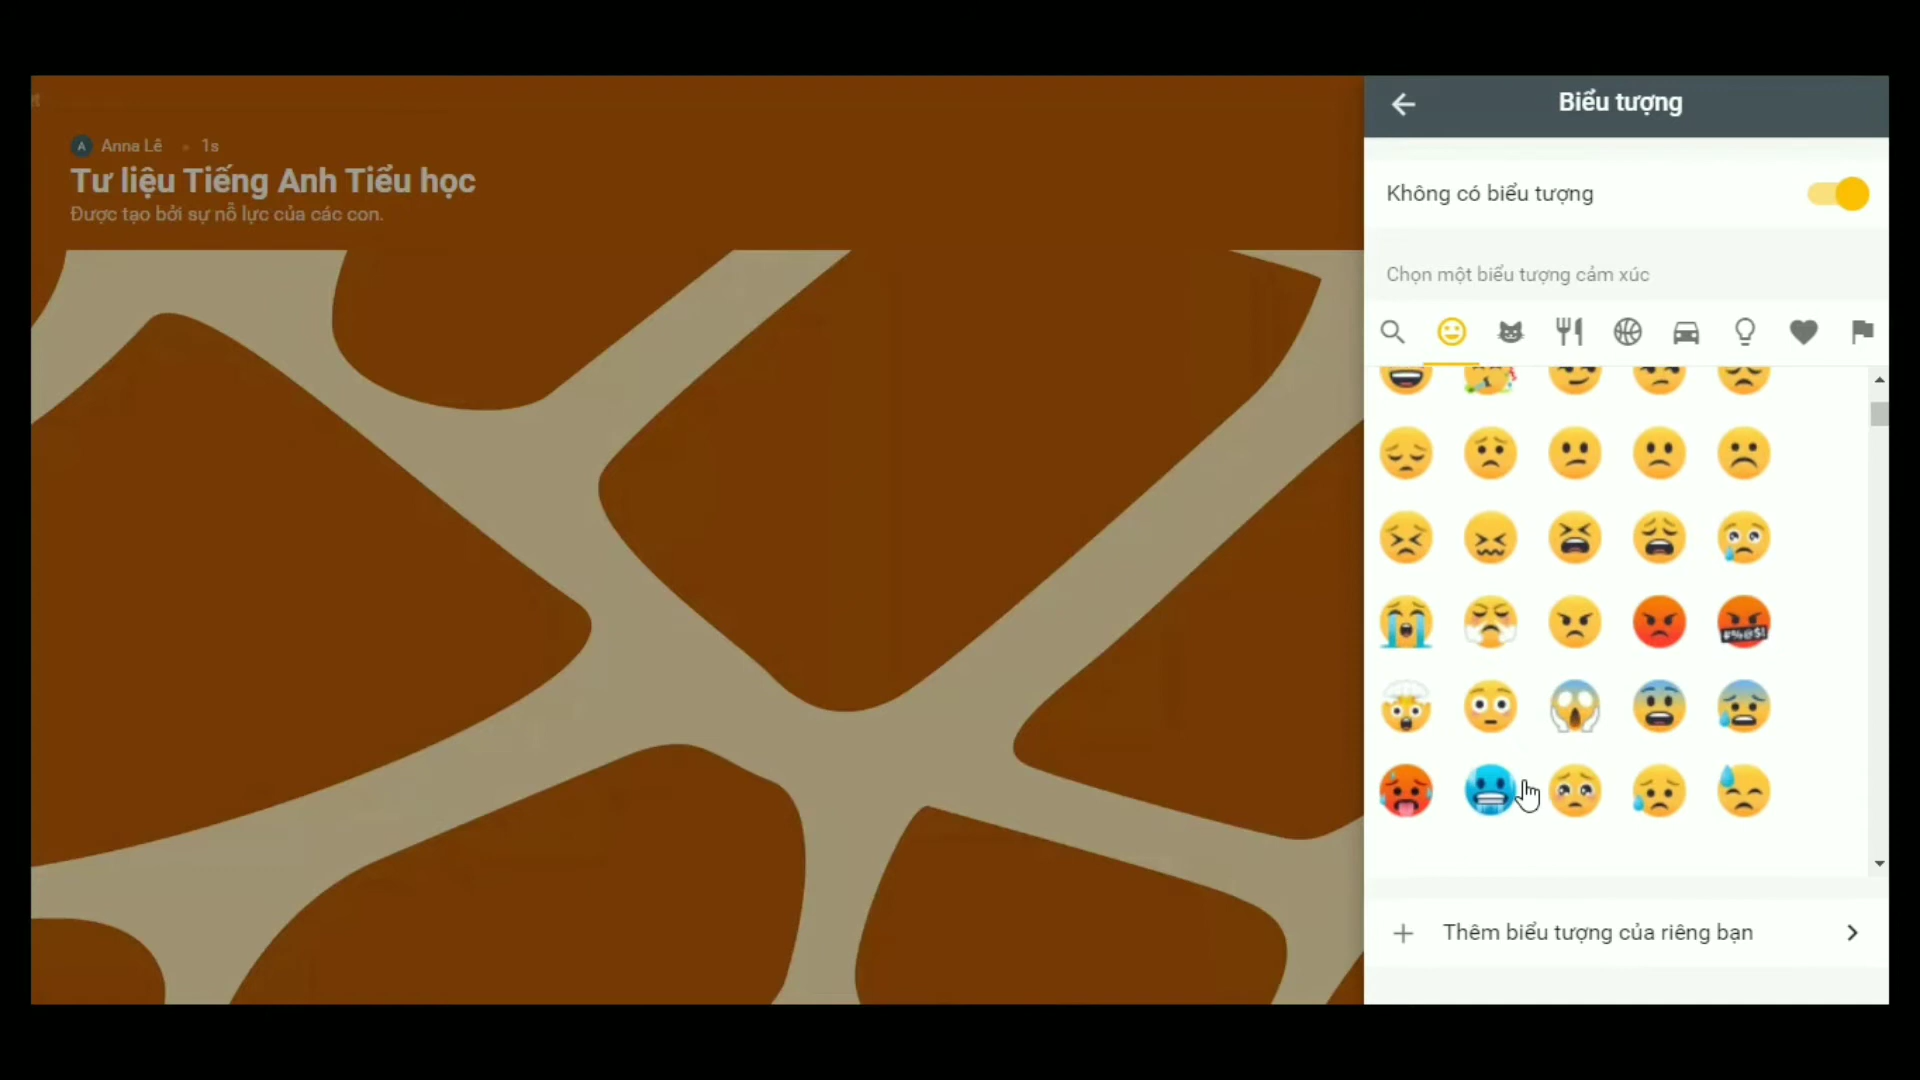 Biểu tượng
Anna Lê • 1s
Tư liệu Tiếng Anh Tiểu học
Được tạo bởi sự nỗ lực của các con.
Không có biểu tượng
Chọn một biểu tượng cảm xúc
Thêm biểu tượng của riêng bạn